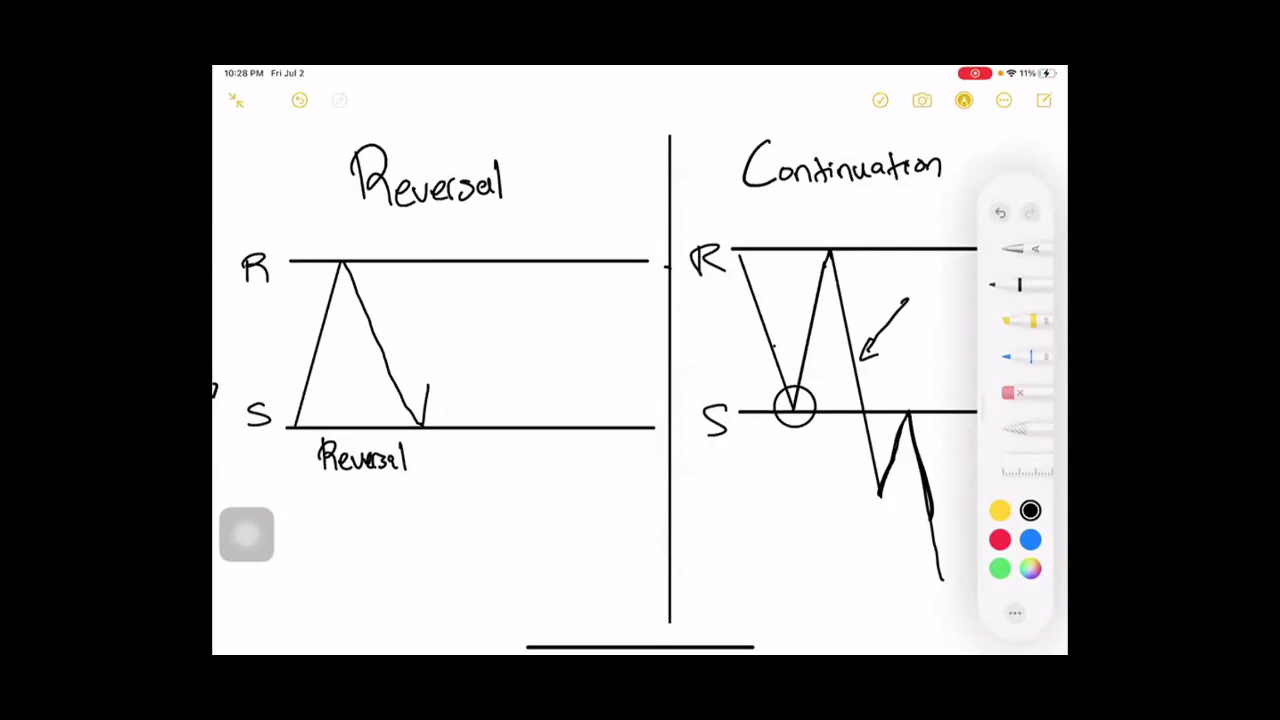 10:28 PM Fri Jul 2
11%
Reversal
Continuation
R
R
S
S
Reversal